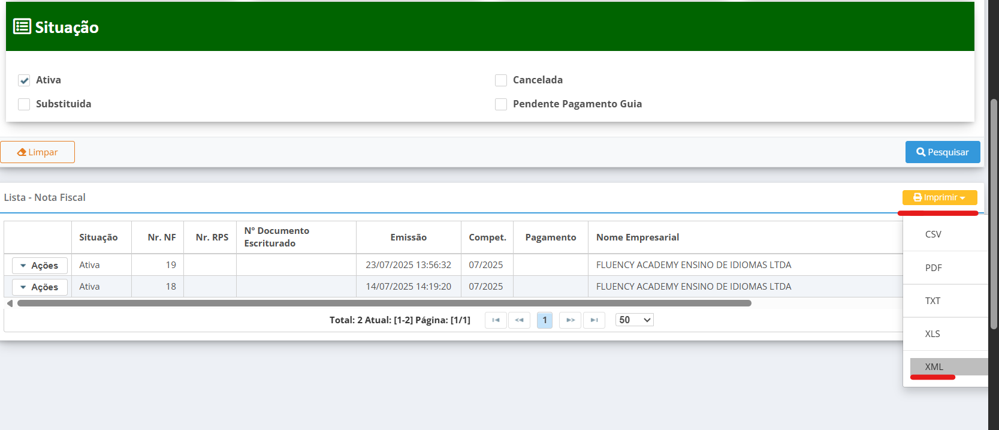 Situação
Ativa
Cancelada
Substituida
Pendente Pagamento Guia
Limpar
Pesquisar
Lista - Nota Fiscal
Imprimir
Situação Nr. NF Nr. RPS Nº Documento Escriturado Emissão Compet. Pagamento Nome Empresarial
Ações Ativa 19 23/07/2025 13:56:32 07/2025 FLUENCY ACADEMY ENSINO DE IDIOMAS LTDA
Ações Ativa 18 14/07/2025 14:19:20 07/2025 FLUENCY ACADEMY ENSINO DE IDIOMAS LTDA
Total: 2 Atual: [1-2] Página: [1/1] 1 50
CSV
PDF
TXT
XLS
XML